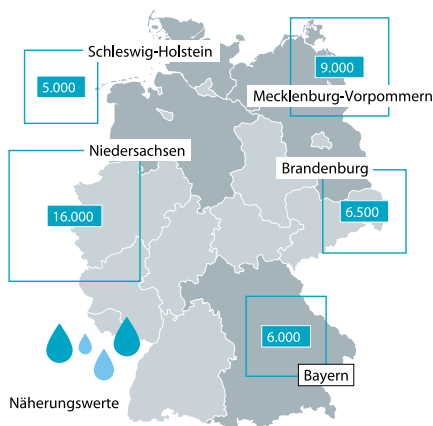 Schleswig-Holstein
5.000
9.000
Mecklenburg-Vorpommern
Niedersachsen
16.000
Brandenburg
6.500
6.000
Bayern
Näherungswerte